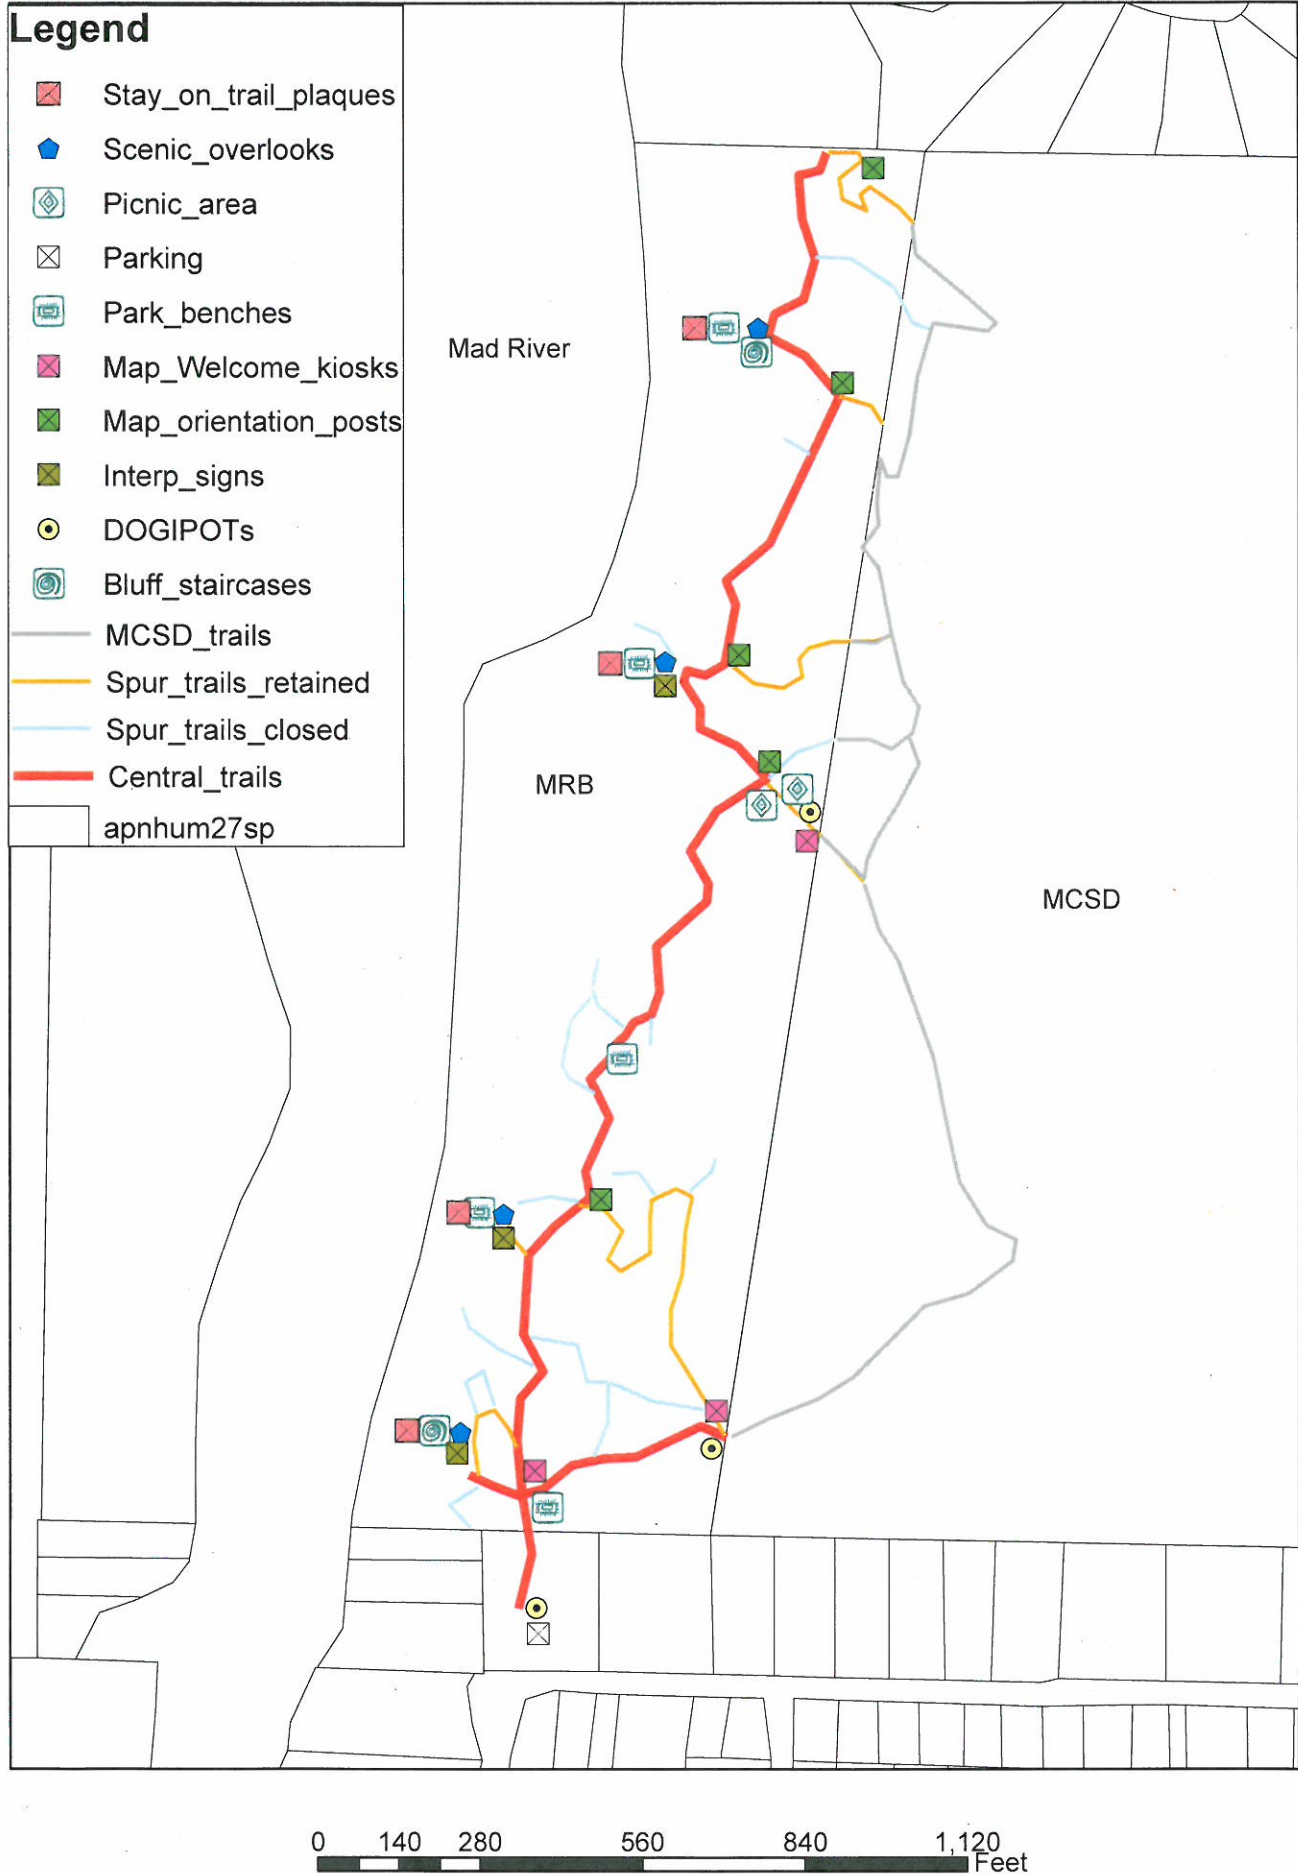 Legend
Stay_on_trail_plaques
Scenic_overlooks
Picnic_area
Parking
Park_benches
Map_Welcome_kiosks
Map_orientation_posts
Interp_signs
DOGIPOTs
Bluff_staircases
MCSD_trails
Spur_trails_retained
Spur_trails_closed
Central_trails
apnhum27sp
Mad River
MRB
MCSD
0 140 280 560 840 1,120
Feet